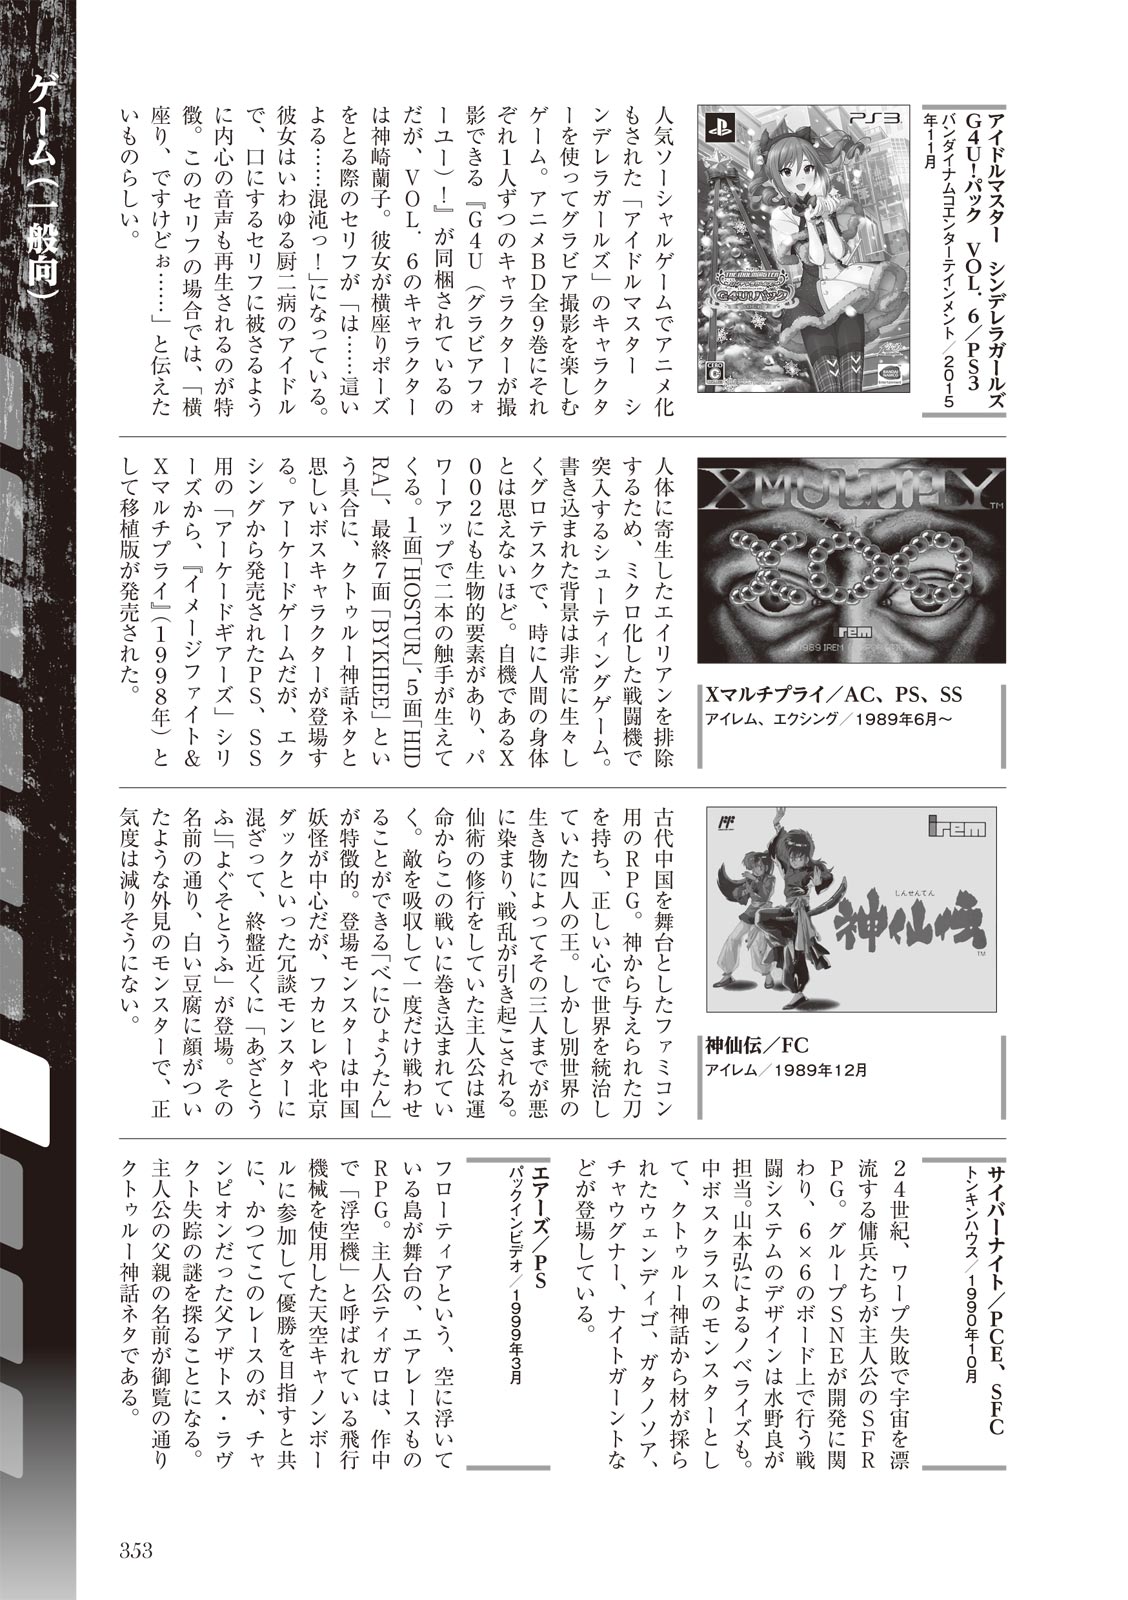 ゲーム（一般向）
アイドルマスター　シンデレラガールズ
G4U!パック　VOL．6／PS3
バンダイナムコエンターテインメント／2015
年11月
PS3
THE IDOLM@STER
G4U!パック
CERO
BANDAI
NAMCO
人気ソーシャルゲームでアニメ化
もされた「アイドルマスター　シ
ンデレラガールズ」のキャラクタ
ーを使ってグラビア撮影を楽しむ
ゲーム。アニメBD全9巻にそれ
ぞれ1人ずつのキャラクターが撮
影できる『G4U（グラビアフォ
ーユー）！』が同梱されているの
だが、VOL．6のキャラクター
は神崎蘭子。彼女が横座りポーズ
をとる際のセリフが「は……這い
よる……混沌っ！」になっている。
彼女はいわゆる厨二病のアイドル
で、口にするセリフに被さるよう
に内心の音声も再生されるのが特
徴。このセリフの場合では、「横
座り、ですけどぉ……」と伝えた
いものらしい。
X MULTIPLY TM
irem
©1989 IREM CORPORATION
Xマルチプライ／AC、PS、SS
アイレム、エクシング／1989年6月～
人体に寄生したエイリアンを排除
するため、ミクロ化した戦闘機で
突入するシューティングゲーム。
書き込まれた背景は非常に生々し
くグロテスクで、時に人間の身体
とは思えないほど。自機であるX
002にも生物的要素があり、パ
ワーアップで二本の触手が生えて
くる。1面「HOSTUR」、5面「HID
RA」、最終7面「BYKHEE」とい
う具合に、クトゥルー神話ネタと
思しいボスキャラクターが登場す
る。アーケードゲームだが、エク
シングから発売されたPS、SS
用の「アーケードギアーズ」シリ
ーズから、『イメージファイト＆
Xマルチプライ』（1998年）と
して移植版が発売された。
irem
しんせんでん
神仙伝
TM
神仙伝／FC
アイレム／1989年12月
古代中国を舞台としたファミコン
用のRPG。神から与えられた刀
を持ち、正しい心で世界を統治し
ていた四人の王。しかし別世界の
生き物によってその三人までが悪
に染まり、戦乱が引き起こされる。
仙術の修行をしていた主人公は運
命からこの戦いに巻き込まれてい
く。敵を吸収して一度だけ戦わせ
ることができる「べにひょうたん」
が特徴的。登場モンスターは中国
妖怪が中心だが、フカヒレや北京
ダックといった冗談モンスターに
混ざって、終盤近くに「あざとう
ふ」「よぐそとうふ」が登場。その
名前の通り、白い豆腐に顔がつい
たような外見のモンスターで、正
気度は減りそうにない。
サイバーナイト／PCE、SFC
トンキンハウス／1990年10月
24世紀、ワープ失敗で宇宙を漂
流する傭兵たちが主人公のSFR
PG。グループSNEが開発に関
わり、6×6のボード上で行う戦
闘システムのデザインは水野良が
担当。山本弘によるノベライズも。
中ボスクラスのモンスターとし
て、クトゥルー神話から材が採ら
れたウェンディゴ、ガタノソア、
チャウグナー、ナイトガーントな
どが登場している。
エアーズ／PS
パックインビデオ／1999年3月
フローティアという、空に浮いて
いる島が舞台の、エアレースもの
RPG。主人公ティガロは、作中
で「浮空機」と呼ばれている飛行
機械を使用した天空キャノンボー
ルに参加して優勝を目指すと共
に、かつてこのレースのが、チャ
ンピオンだった父アザトス・ラヴ
クト失踪の謎を探ることになる。
主人公の父親の名前が御覧の通り
クトゥルー神話ネタである。
353